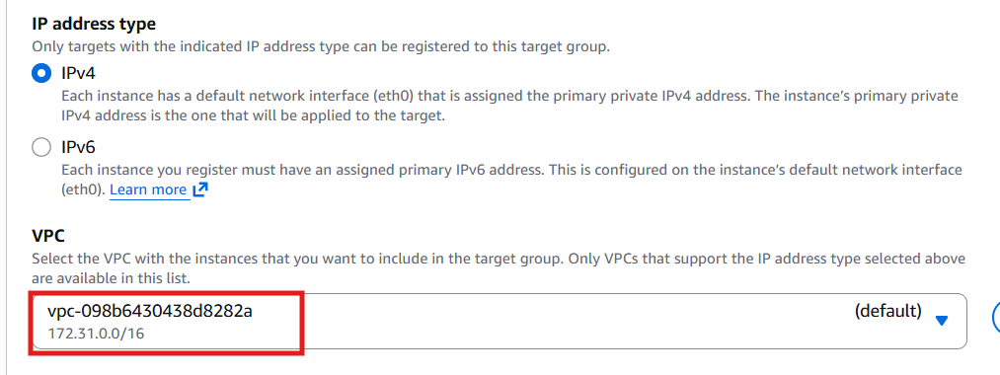 IP address type
Only targets with the indicated IP address type can be registered to this target group.
IPv4
Each instance has a default network interface (eth0) that is assigned the primary private IPv4 address. The instance's primary private
IPv4 address is the one that will be applied to the target.
IPv6
Each instance you register must have an assigned primary IPv6 address. This is configured on the instance's default network interface
(eth0). Learn more
VPC
Select the VPC with the instances that you want to include in the target group. Only VPCs that support the IP address type selected above
are available in this list.
vpc-098b6430438d8282a (default)
172.31.0.0/16